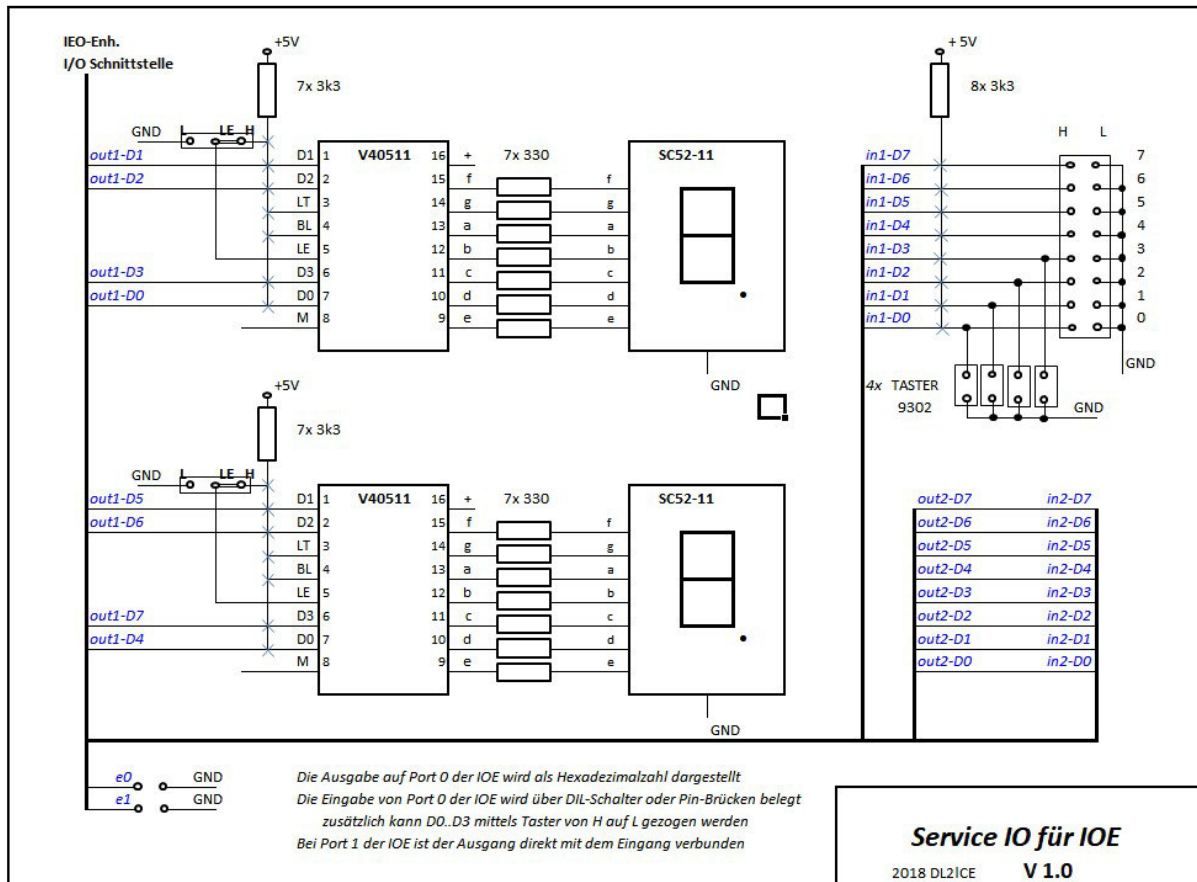 IEO-Enh.
I/O Schnittstelle
+5V
7x 3k3
GND
L LE H
out1-D1 D1 1 V40511 16 + 7x 330 SC52-11
out1-D2 D2 2 15 f f
LT 3 14 g g
BL 4 13 a a
LE 5 12 b b
out1-D3 D3 6 11 c c
out1-D0 D0 7 10 d d
M 8 9 e e
GND
+5V
7x 3k3
GND
L LE H
out1-D5 D1 1 V40511 16 + 7x 330 SC52-11
out1-D6 D2 2 15 f f
LT 3 14 g g
BL 4 13 a a
LE 5 12 b b
out1-D7 D3 6 11 c c
out1-D4 D0 7 10 d d
M 8 9 e e
GND
+ 5V
8x 3k3
H L
in1-D7 7
in1-D6 6
in1-D5 5
in1-D4 4
in1-D3 3
in1-D2 2
in1-D1 1
in1-D0 0
GND
4x TASTER
9302
GND
out2-D7 in2-D7
out2-D6 in2-D6
out2-D5 in2-D5
out2-D4 in2-D4
out2-D3 in2-D3
out2-D2 in2-D2
out2-D1 in2-D1
out2-D0 in2-D0
e0 GND
e1 GND
Die Ausgabe auf Port 0 der IOE wird als Hexadezimalzahl dargestellt
Die Eingabe von Port 0 der IOE wird über DIL-Schalter oder Pin-Brücken belegt
zusätzlich kann D0..D3 mittels Taster von H auf L gezogen werden
Bei Port 1 der IOE ist der Ausgang direkt mit dem Eingang verbunden
Service IO für IOE
2018 DL2ICE V 1.0